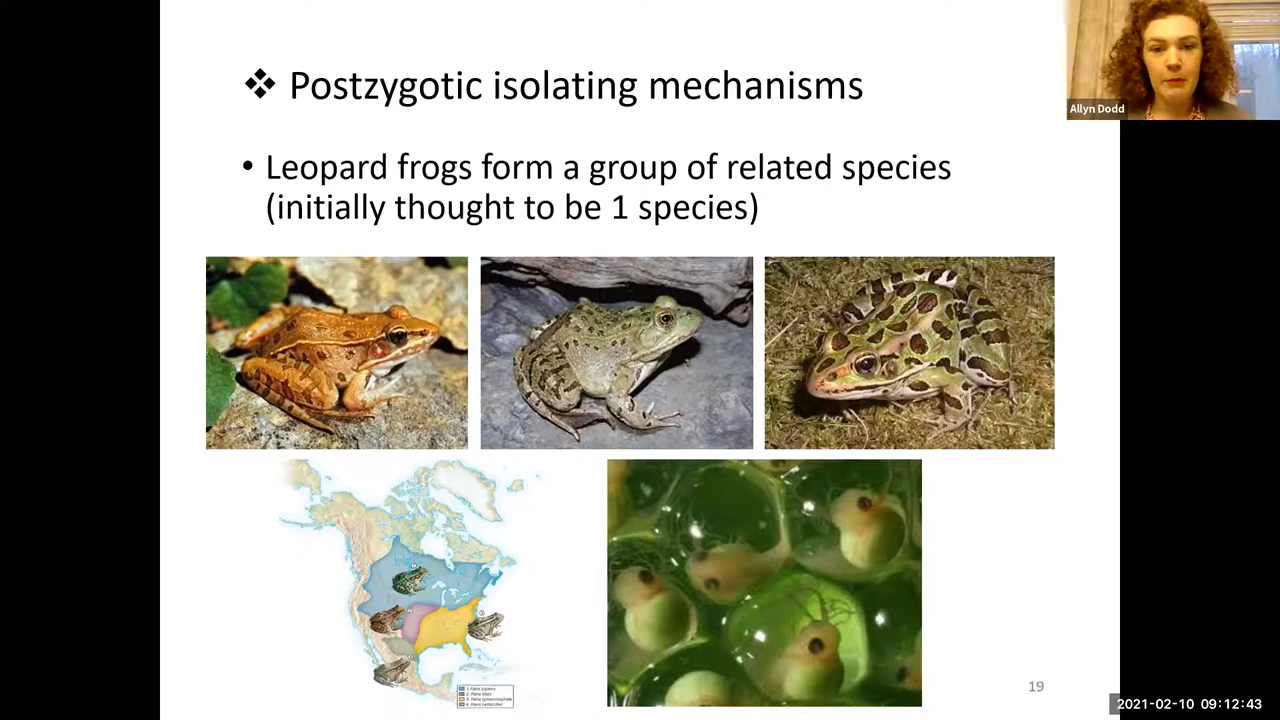 ❖ Postzygotic isolating mechanisms
• Leopard frogs form a group of related species
(initially thought to be 1 species)
Allyn Dodd
19
2021-02-10 09:12:43